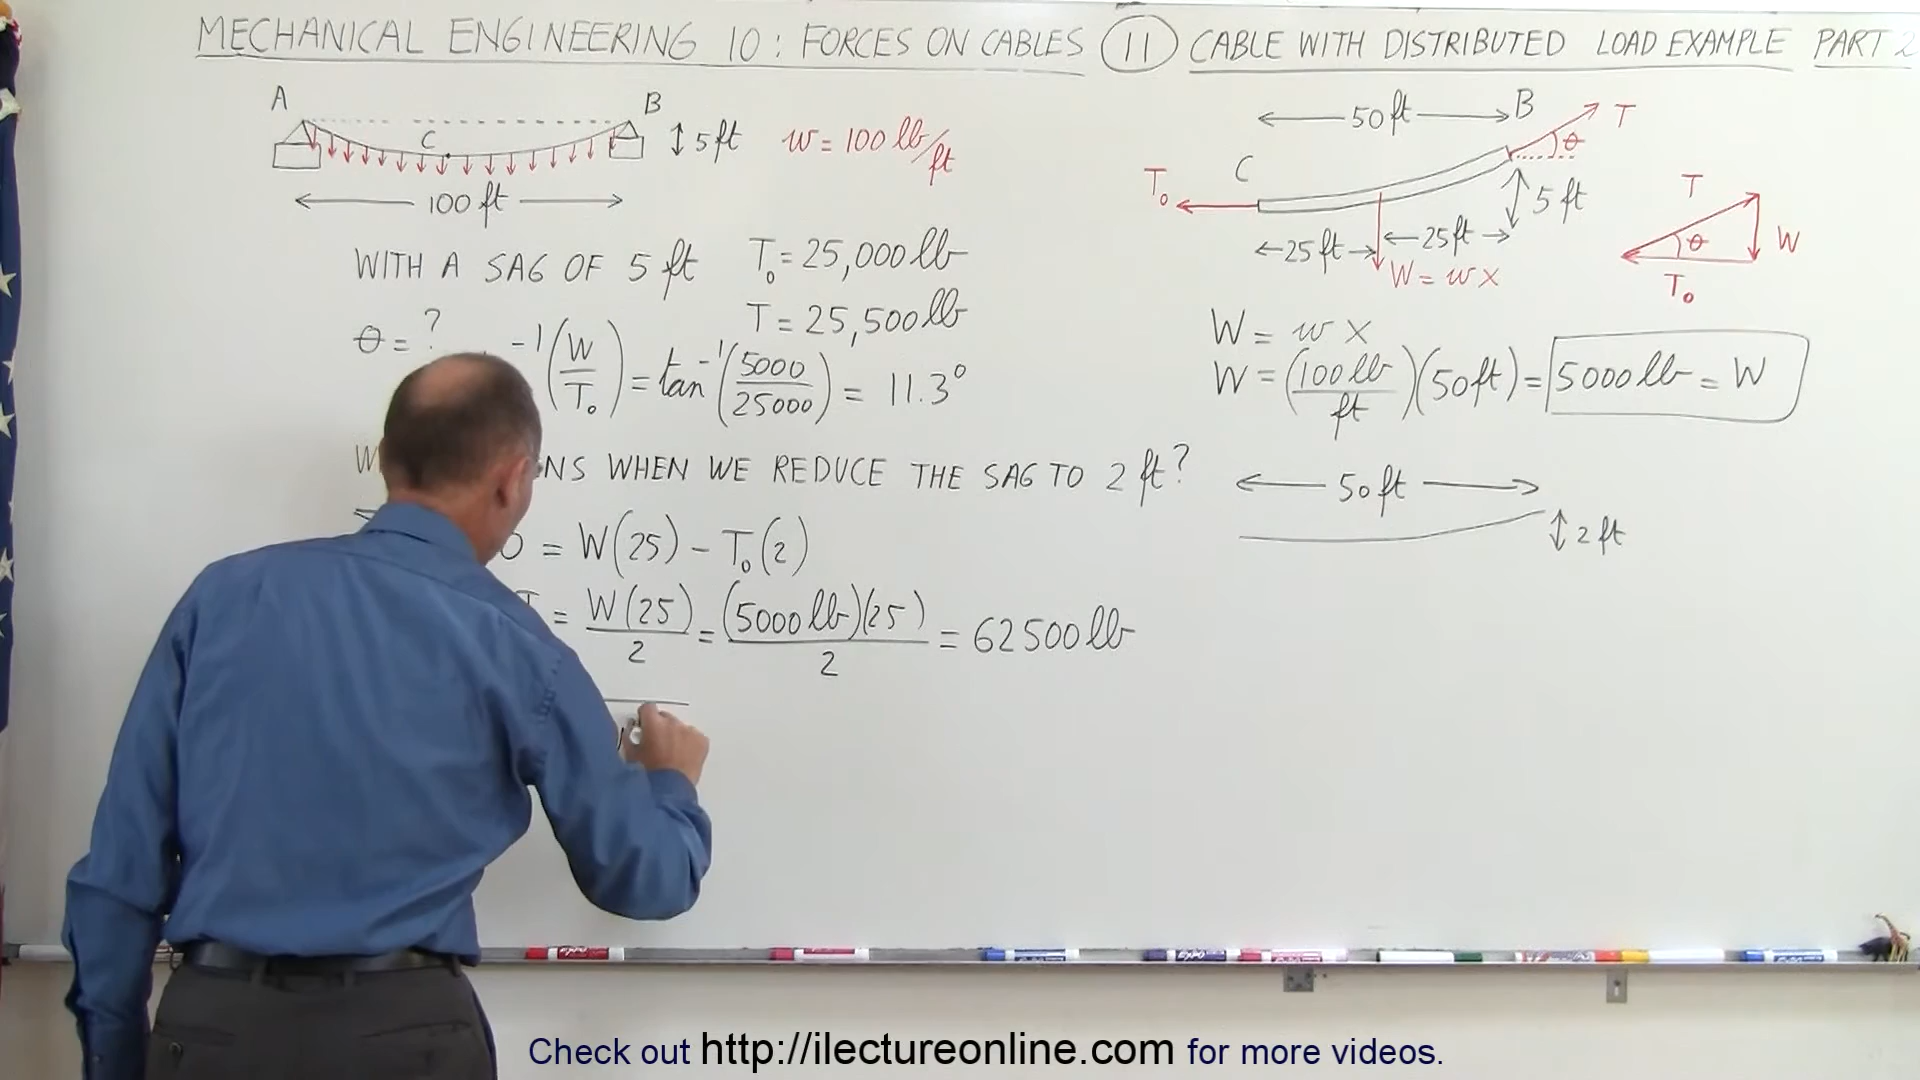 MECHANICAL ENGINEERING 10: FORCES ON CABLES (11) CABLE WITH DISTRIBUTED LOAD EXAMPLE PART 2
A B
C
5 ft w = 100 lb/ft
100 ft
WITH A SAG OF 5 ft T₀ = 25,000 lb
T = 25,500 lb
θ = ?
⁻¹(W/T₀) = tan⁻¹(5000/25000) = 11.3°
NS WHEN WE REDUCE THE SAG TO 2 ft?
0 = W(25) - T₀(2)
= W(25)/2 = (5000 lb)(25)/2 = 62500 lb
50 ft B T
θ
C
T₀
5 ft
25 ft 25 ft
W = w x
T
θ W
T₀
W = w x
W = (100 lb/ft)(50 ft) = 5000 lb = W
50 ft
2 ft
EXPO
Check out http://ilectureonline.com for more videos.